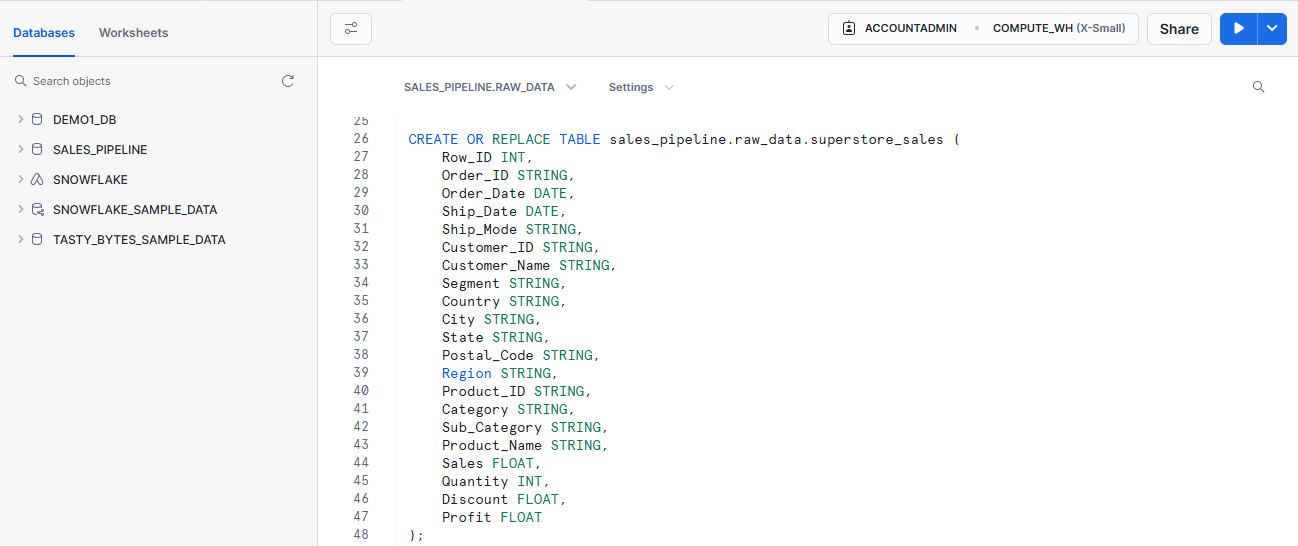 Databases Worksheets
Search objects
DEMO1_DB
SALES_PIPELINE
SNOWFLAKE
SNOWFLAKE_SAMPLE_DATA
TASTY_BYTES_SAMPLE_DATA
ACCOUNTADMIN • COMPUTE_WH (X-Small) Share
SALES_PIPELINE.RAW_DATA Settings
25
26 CREATE OR REPLACE TABLE sales_pipeline.raw_data.superstore_sales (
27 Row_ID INT,
28 Order_ID STRING,
29 Order_Date DATE,
30 Ship_Date DATE,
31 Ship_Mode STRING,
32 Customer_ID STRING,
33 Customer_Name STRING,
34 Segment STRING,
35 Country STRING,
36 City STRING,
37 State STRING,
38 Postal_Code STRING,
39 Region STRING,
40 Product_ID STRING,
41 Category STRING,
42 Sub_Category STRING,
43 Product_Name STRING,
44 Sales FLOAT,
45 Quantity INT,
46 Discount FLOAT,
47 Profit FLOAT
48 );